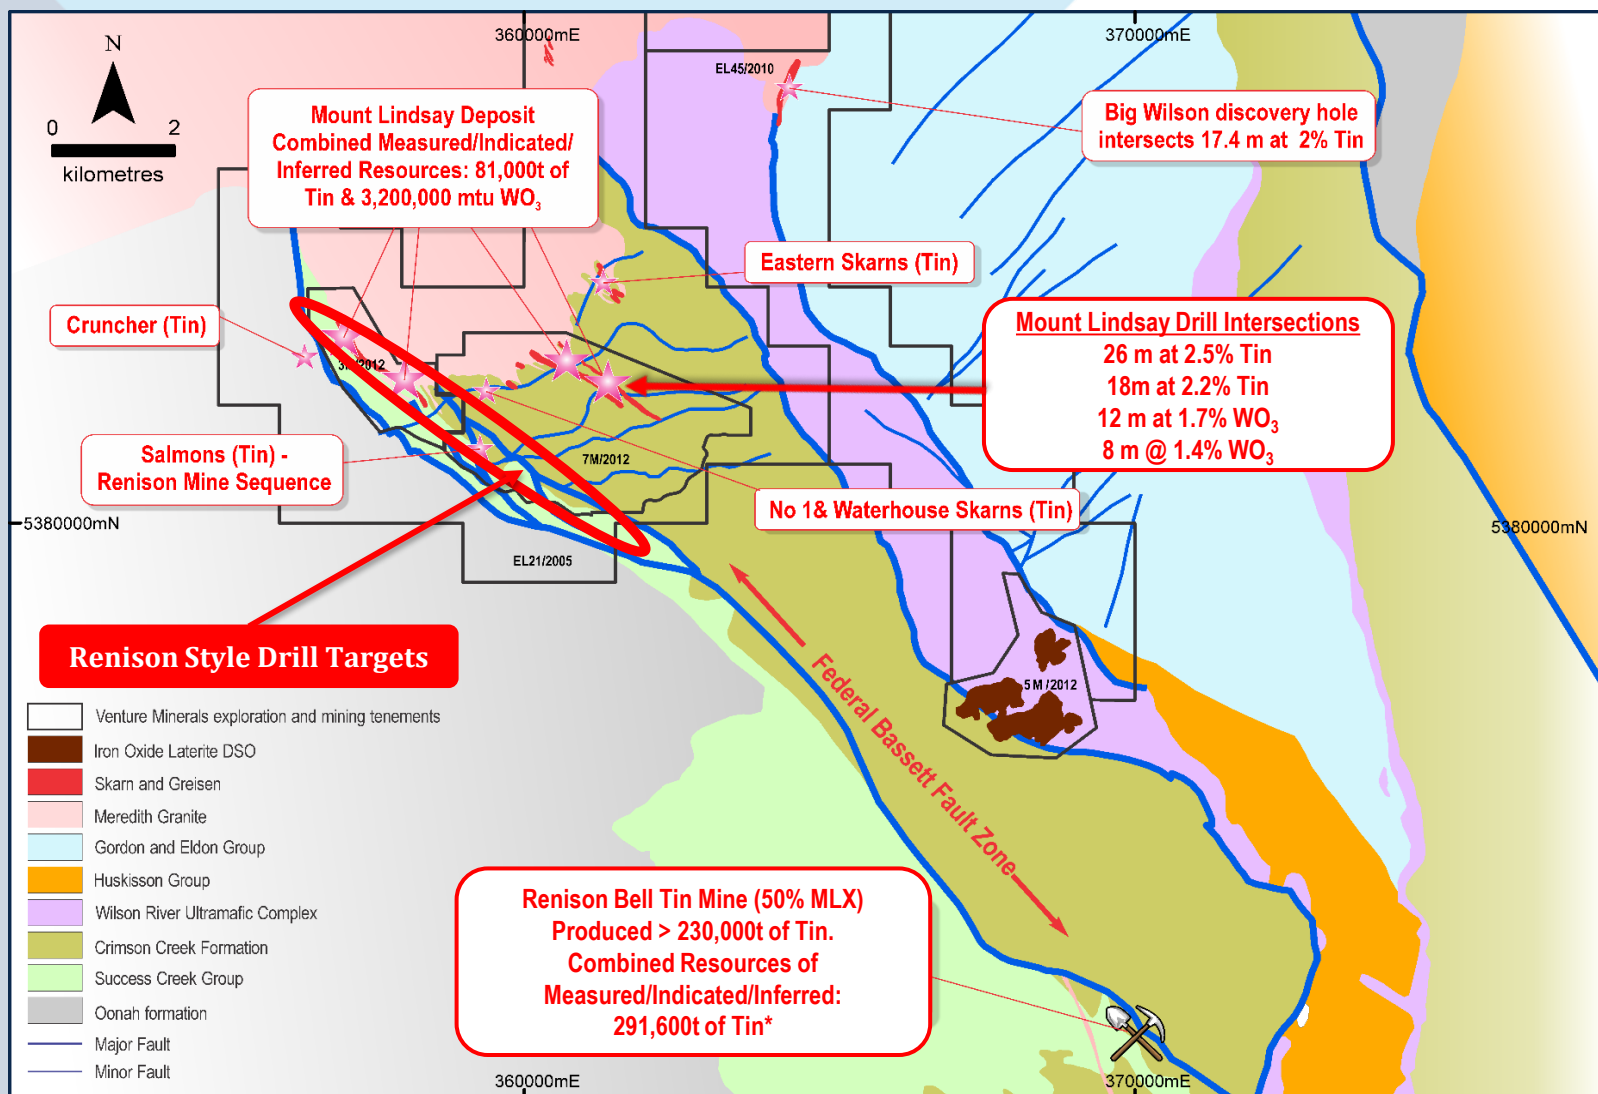 360000mE
370000mE
N
0 2
kilometres
EL45/2010
Mount Lindsay Deposit
Combined Measured/Indicated/
Inferred Resources: 81,000t of
Tin & 3,200,000 mtu WO₃
Big Wilson discovery hole
intersects 17.4 m at 2% Tin
Eastern Skarns (Tin)
Cruncher (Tin)
Mount Lindsay Drill Intersections
26 m at 2.5% Tin
18m at 2.2% Tin
12 m at 1.7% WO₃
8 m @ 1.4% WO₃
/2012
Salmons (Tin) -
Renison Mine Sequence
7M/2012
No 1& Waterhouse Skarns (Tin)
5380000mN
5380000mN
EL21/2005
Renison Style Drill Targets
5 M /2012
Federal Bassett Fault Zone
Venture Minerals exploration and mining tenements
Iron Oxide Laterite DSO
Skarn and Greisen
Meredith Granite
Gordon and Eldon Group
Huskisson Group
Wilson River Ultramafic Complex
Crimson Creek Formation
Success Creek Group
Oonah formation
Major Fault
Minor Fault
Renison Bell Tin Mine (50% MLX)
Produced > 230,000t of Tin.
Combined Resources of
Measured/Indicated/Inferred:
291,600t of Tin*
360000mE
370000mE